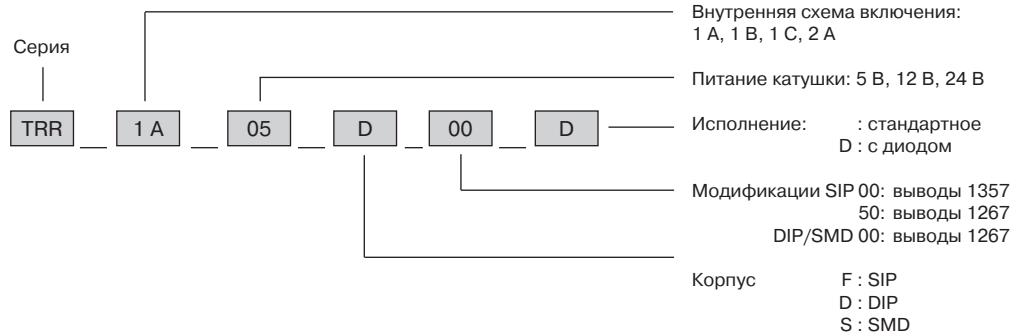 Серия
TRR _ 1 A _ 05 _ D _ 00 _ D
Внутренняя схема включения:
1 А, 1 В, 1 С, 2 А
Питание катушки: 5 В, 12 В, 24 В
Исполнение: : стандартное
D : с диодом
Модификации SIP 00: выводы 1357
50: выводы 1267
DIP/SMD 00: выводы 1267
Корпус F : SIP
D : DIP
S : SMD